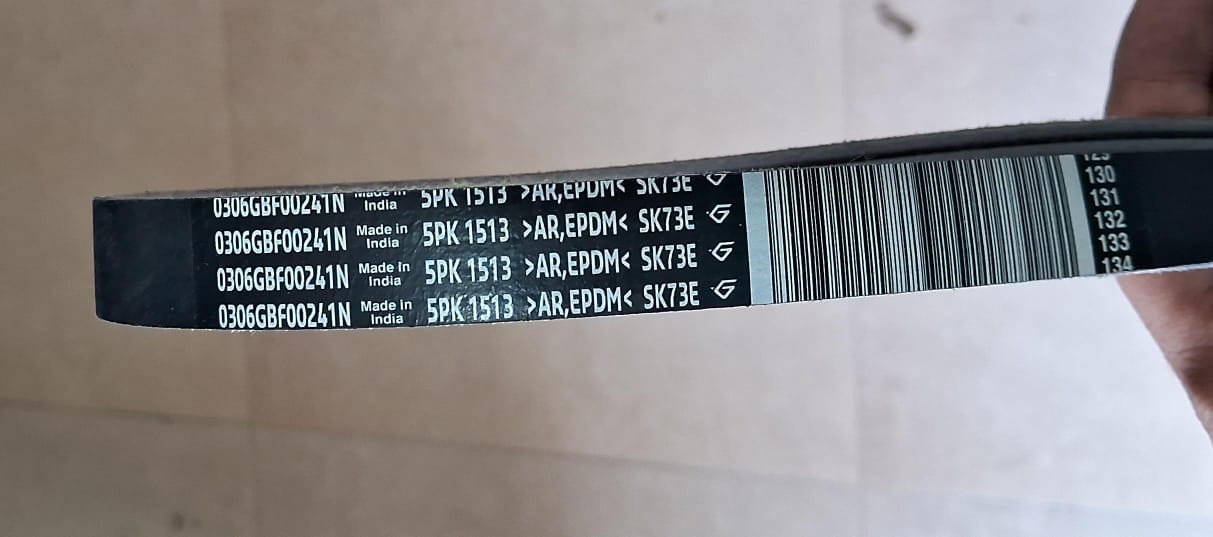 0306GBF00241N Made in India 5PK 1513 >AR,EPDM< SK73E G
0306GBF00241N Made in India 5PK 1513 >AR,EPDM< SK73E G
0306GBF00241N Made in India 5PK 1513 >AR,EPDM< SK73E G
0306GBF00241N Made in India 5PK 1513 >AR,EPDM< SK73E G
129
130
131
132
133
134